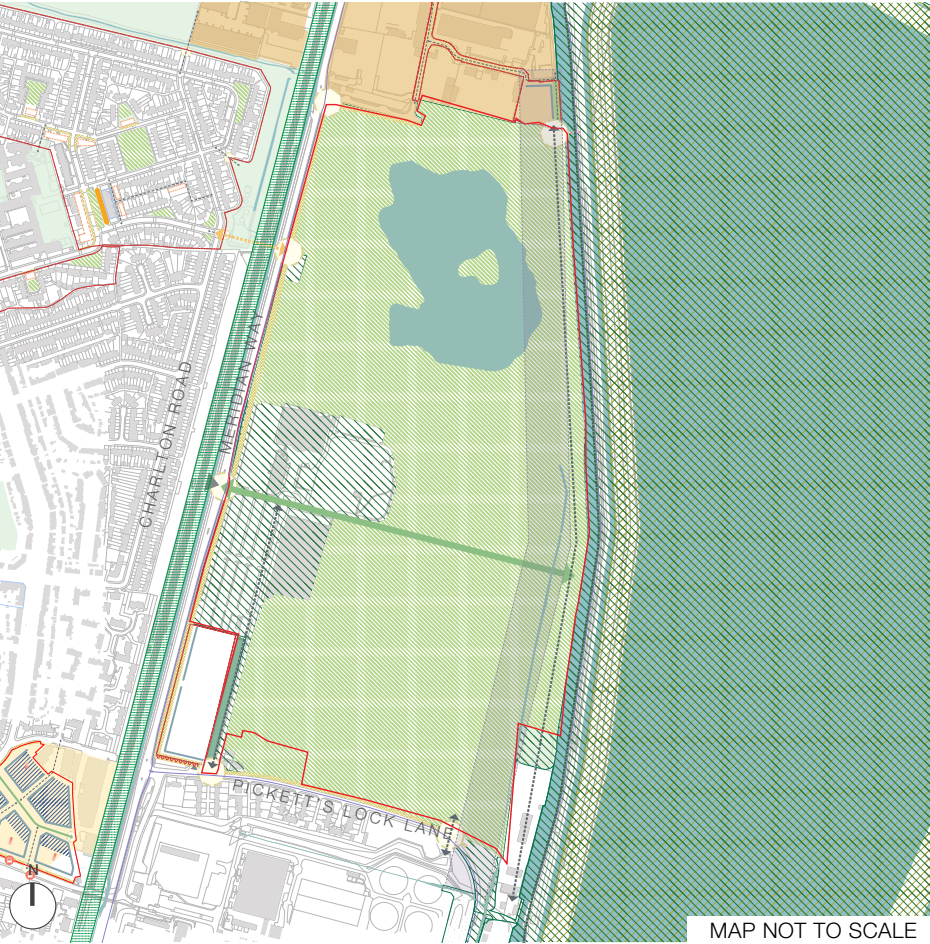 MERIDIAN WAY
CHARLTON ROAD
PICKETT'S LOCK LANE
N
MAP NOT TO SCALE